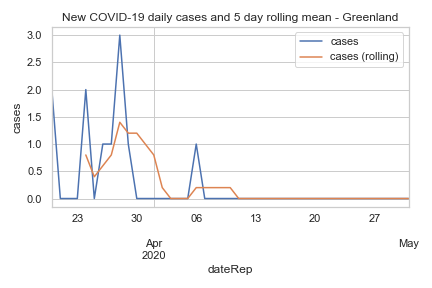 New COVID-19 daily cases and 5 day rolling mean - Greenland
cases
cases (rolling)
cases
3.0
2.5
2.0
1.5
1.0
0.5
0.0
23 30 06 13 20 27
Apr May
2020
dateRep